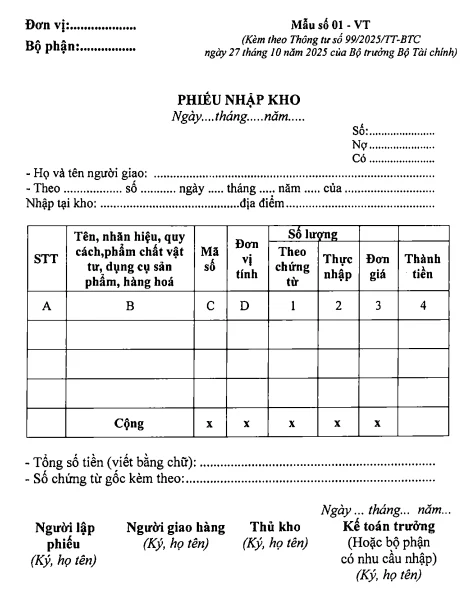 Đơn vị:...................
Mẫu số 01 - VT
Bộ phận:.................
(Kèm theo Thông tư số 99/2025/TT-BTC
ngày 27 tháng 10 năm 2025 của Bộ trưởng Bộ Tài chính)
PHIẾU NHẬP KHO
Ngày....tháng.....năm.....
Số:......................
Nợ ......................
Có ......................
- Họ và tên người giao: ...............................................................................
- Theo ................. số .......... ngày ..... tháng ..... năm ..... của .........................
Nhập tại kho: .....................................địa điểm.........................................
STT
Tên, nhãn hiệu, quy cách,phẩm chất vật tư, dụng cụ sản phẩm, hàng hoá
Mã số
Đơn vị tính
Số lượng
Theo chứng từ
Thực nhập
Đơn giá
Thành tiền
A B C D 1 2 3 4
Cộng x x x x x
- Tổng số tiền (viết bằng chữ): ................................................................
- Số chứng từ gốc kèm theo:....................................................................
Ngày ... tháng... năm...
Người lập phiếu
(Ký, họ tên)
Người giao hàng
(Ký, họ tên)
Thủ kho
(Ký, họ tên)
Kế toán trưởng
(Hoặc bộ phận
có nhu cầu nhập)
(Ký, họ tên)